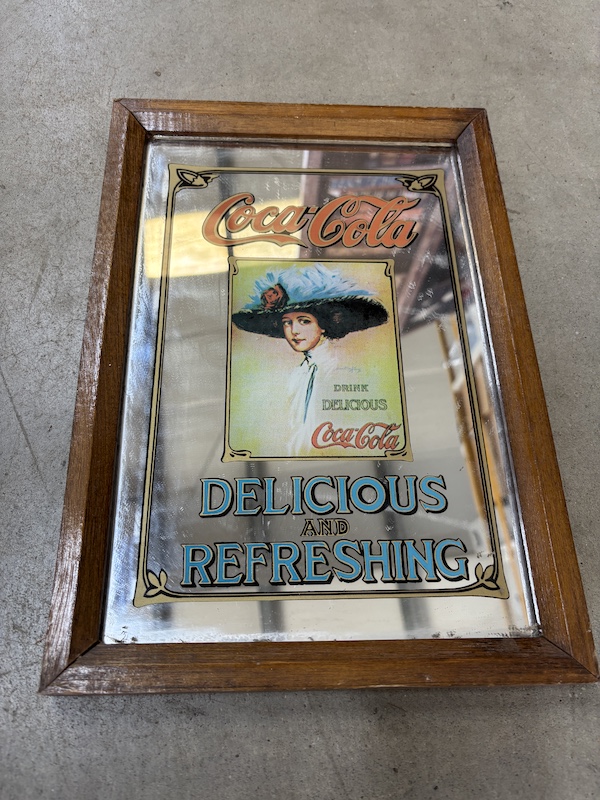 Coca-Cola
DRINK
DELICIOUS
Coca-Cola
DELICIOUS
AND
REFRESHING